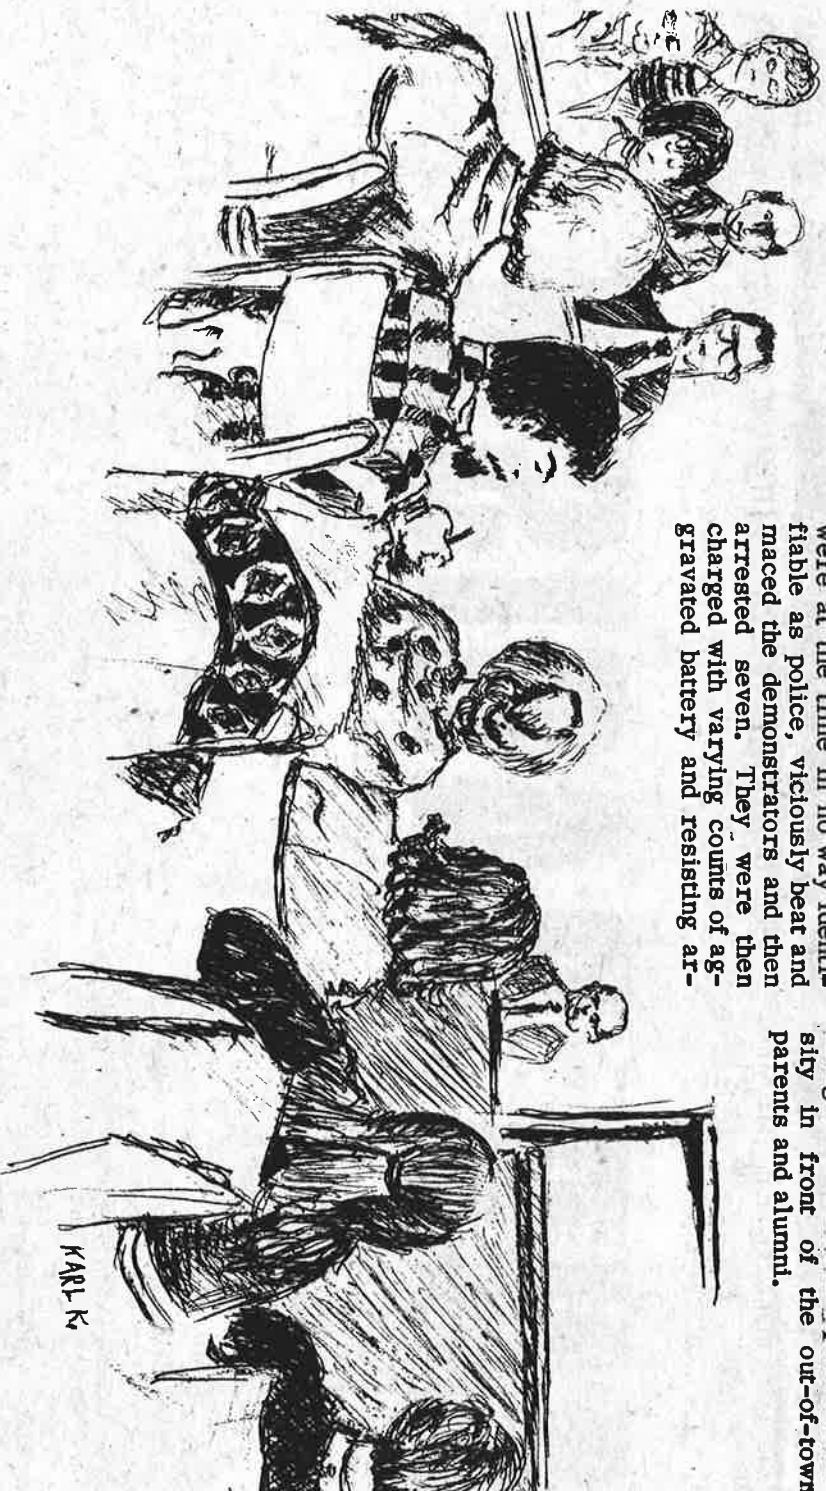 were at the time in no way identi-
fiable as police, viciously beat and
maced the demonstrators and then
arrested seven. They were then
charged with varying counts of ag-
gravated battery and resisting ar-
sity in front of the out-of-town
parents and alumni.
KARL K.